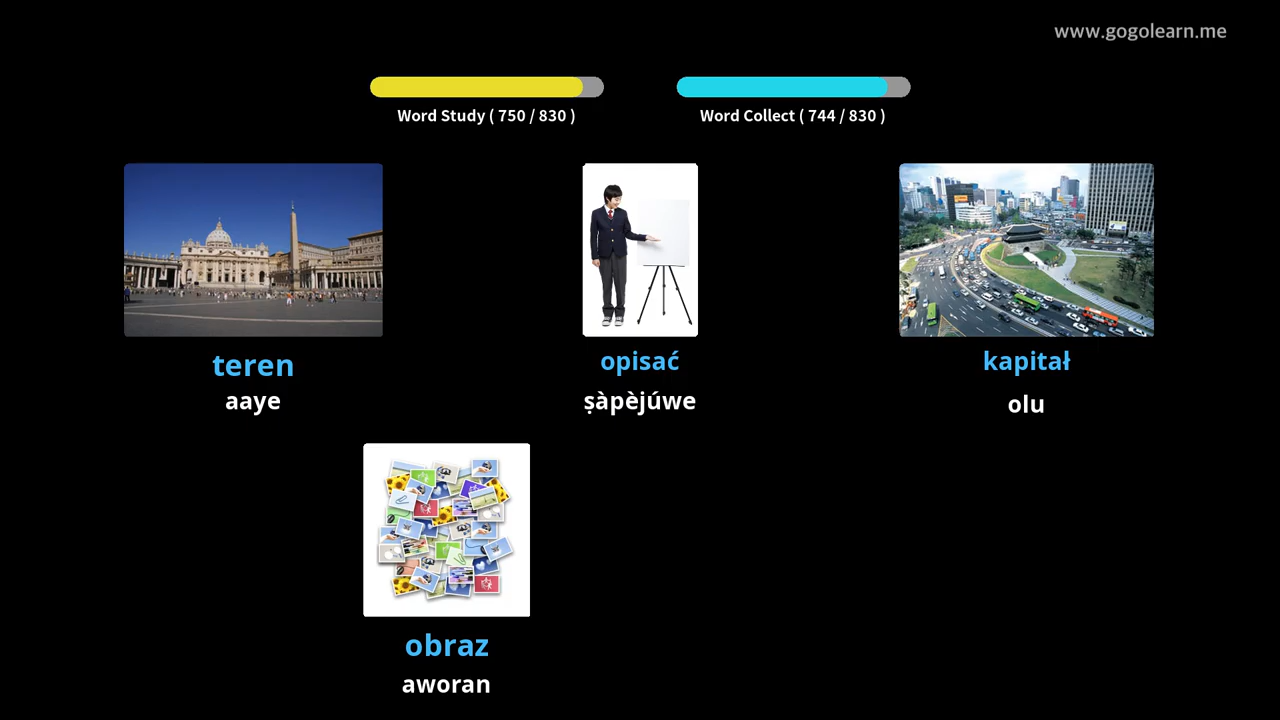 www.gogolearn.me
Word Study ( 750 / 830 )
Word Collect ( 744 / 830 )
teren
aaye
opisać
ṣàpèjúwe
kapitał
olu
obraz
aworan